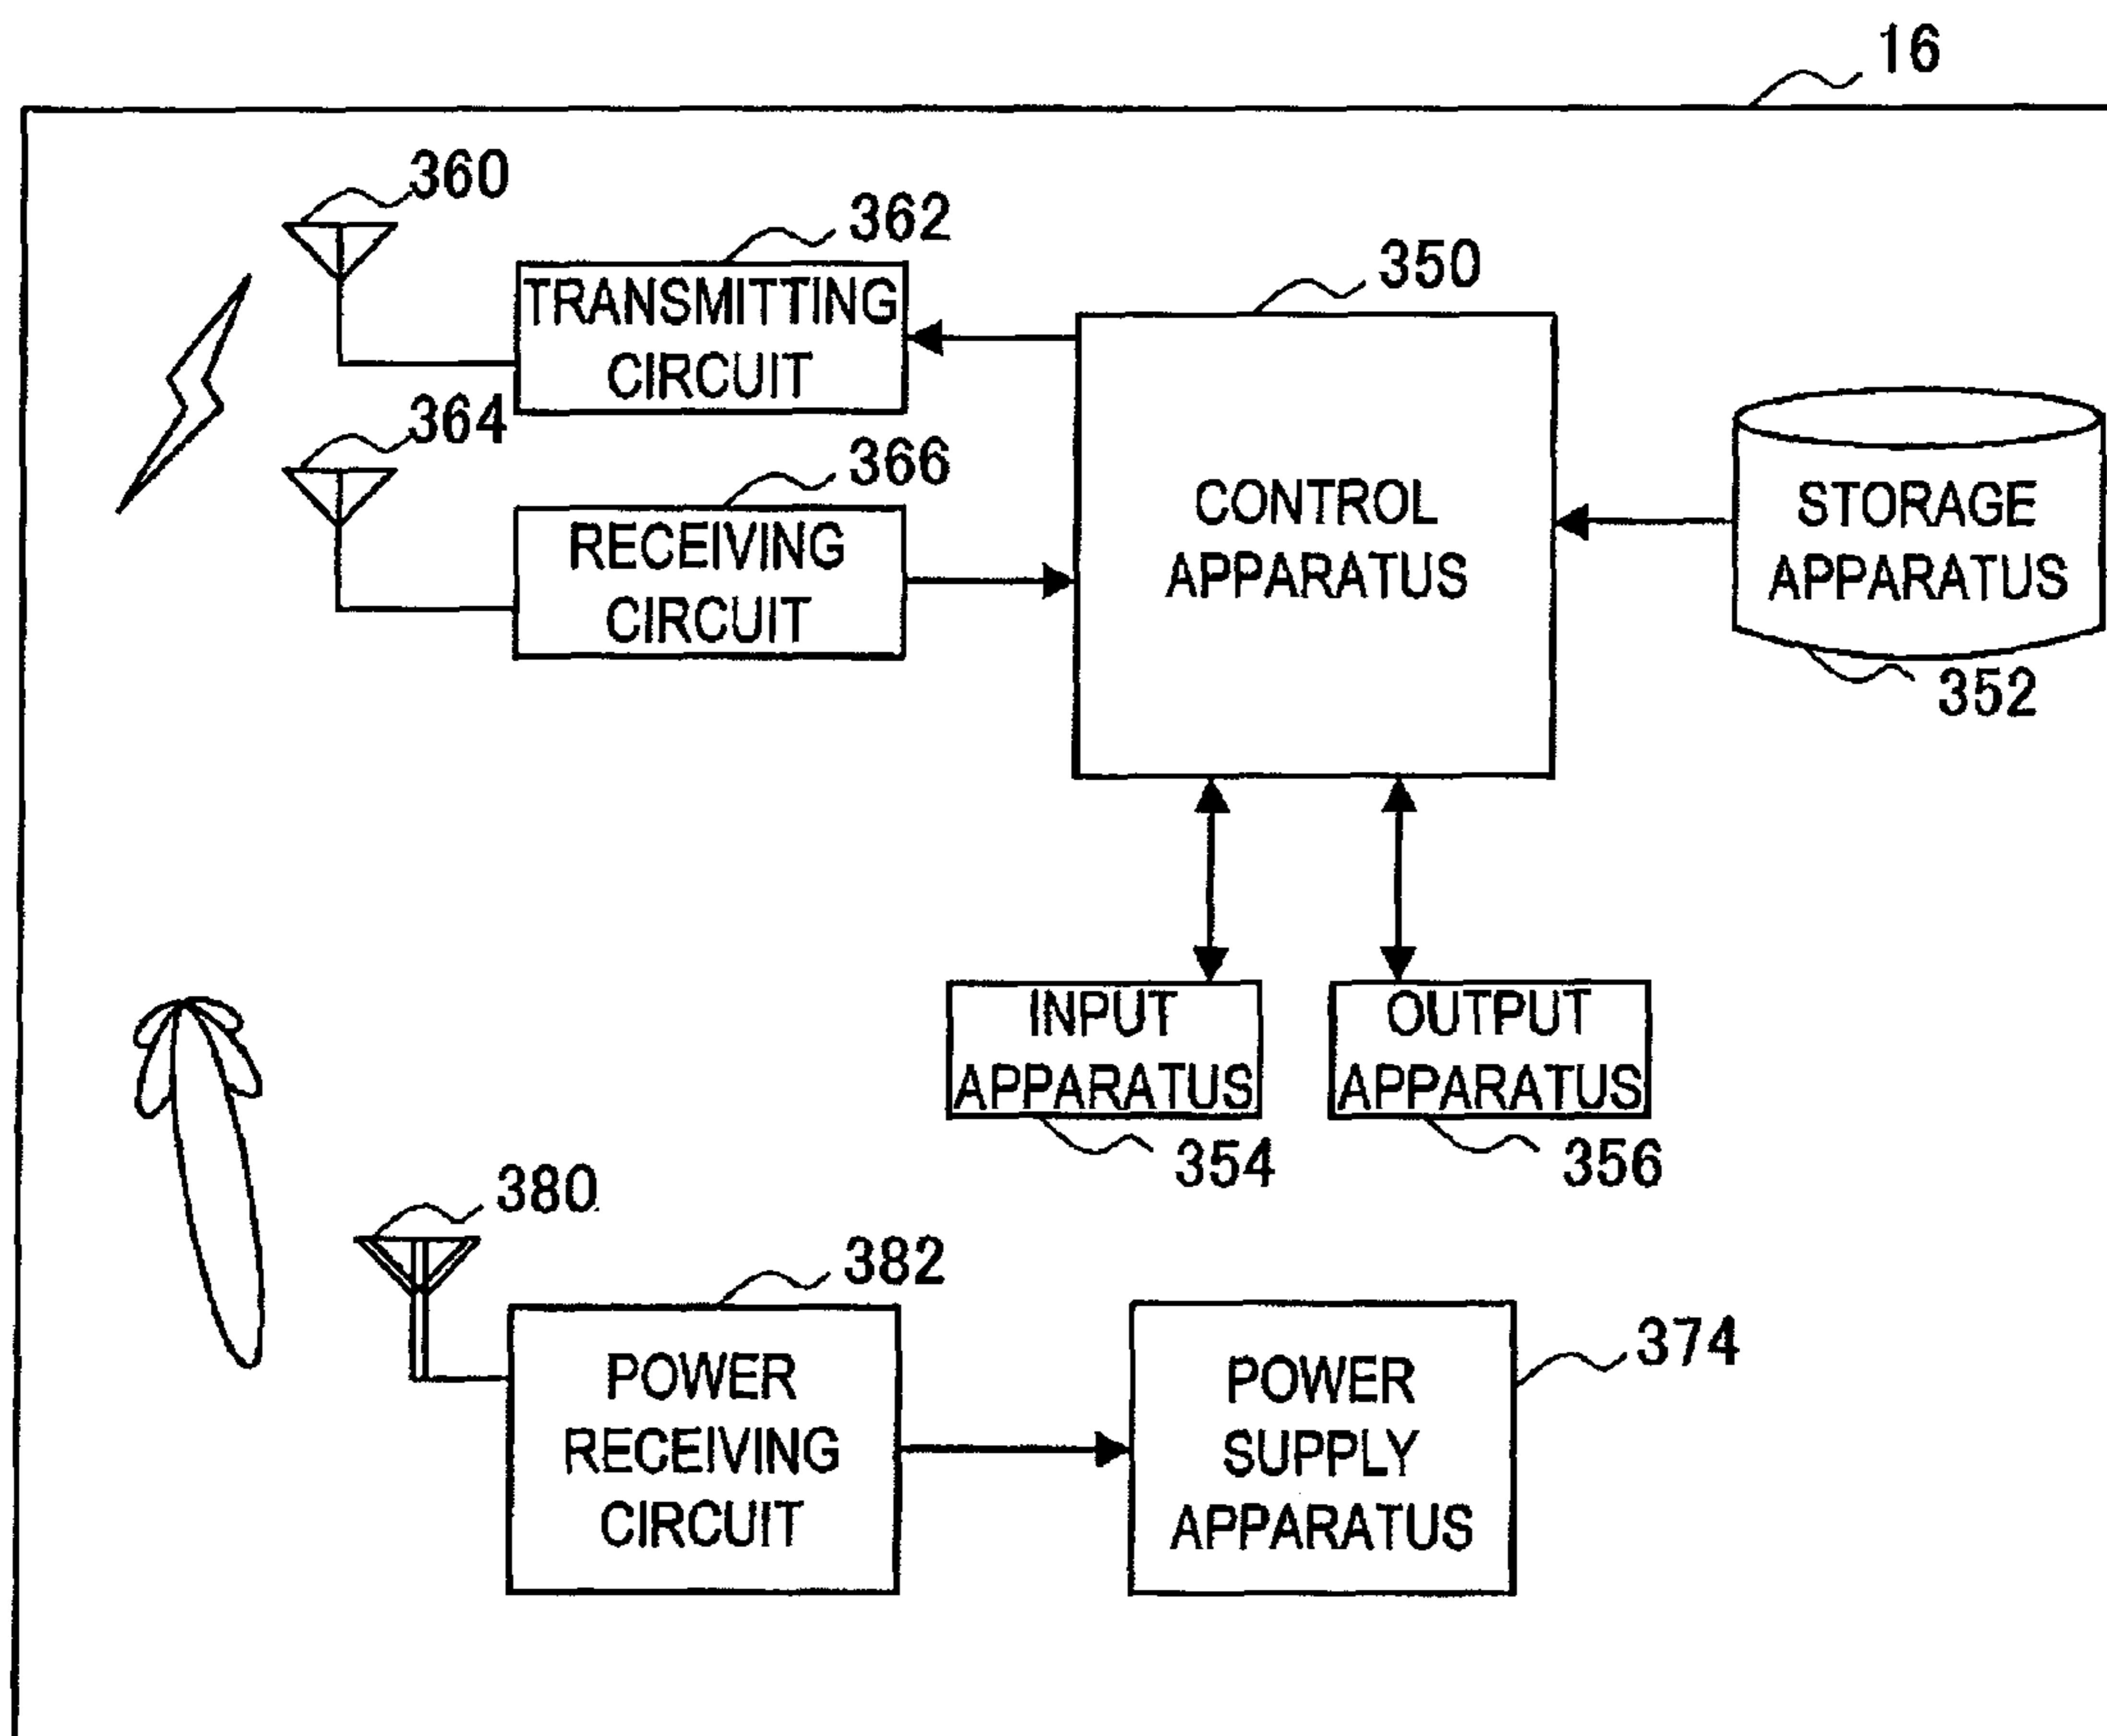 16
360
362
TRANSMITTING
CIRCUIT
350
364
366
RECEIVING
CIRCUIT
CONTROL
APPARATUS
STORAGE
APPARATUS
352
INPUT
APPARATUS
354
OUTPUT
APPARATUS
356
380
382
POWER
RECEIVING
CIRCUIT
374
POWER
SUPPLY
APPARATUS